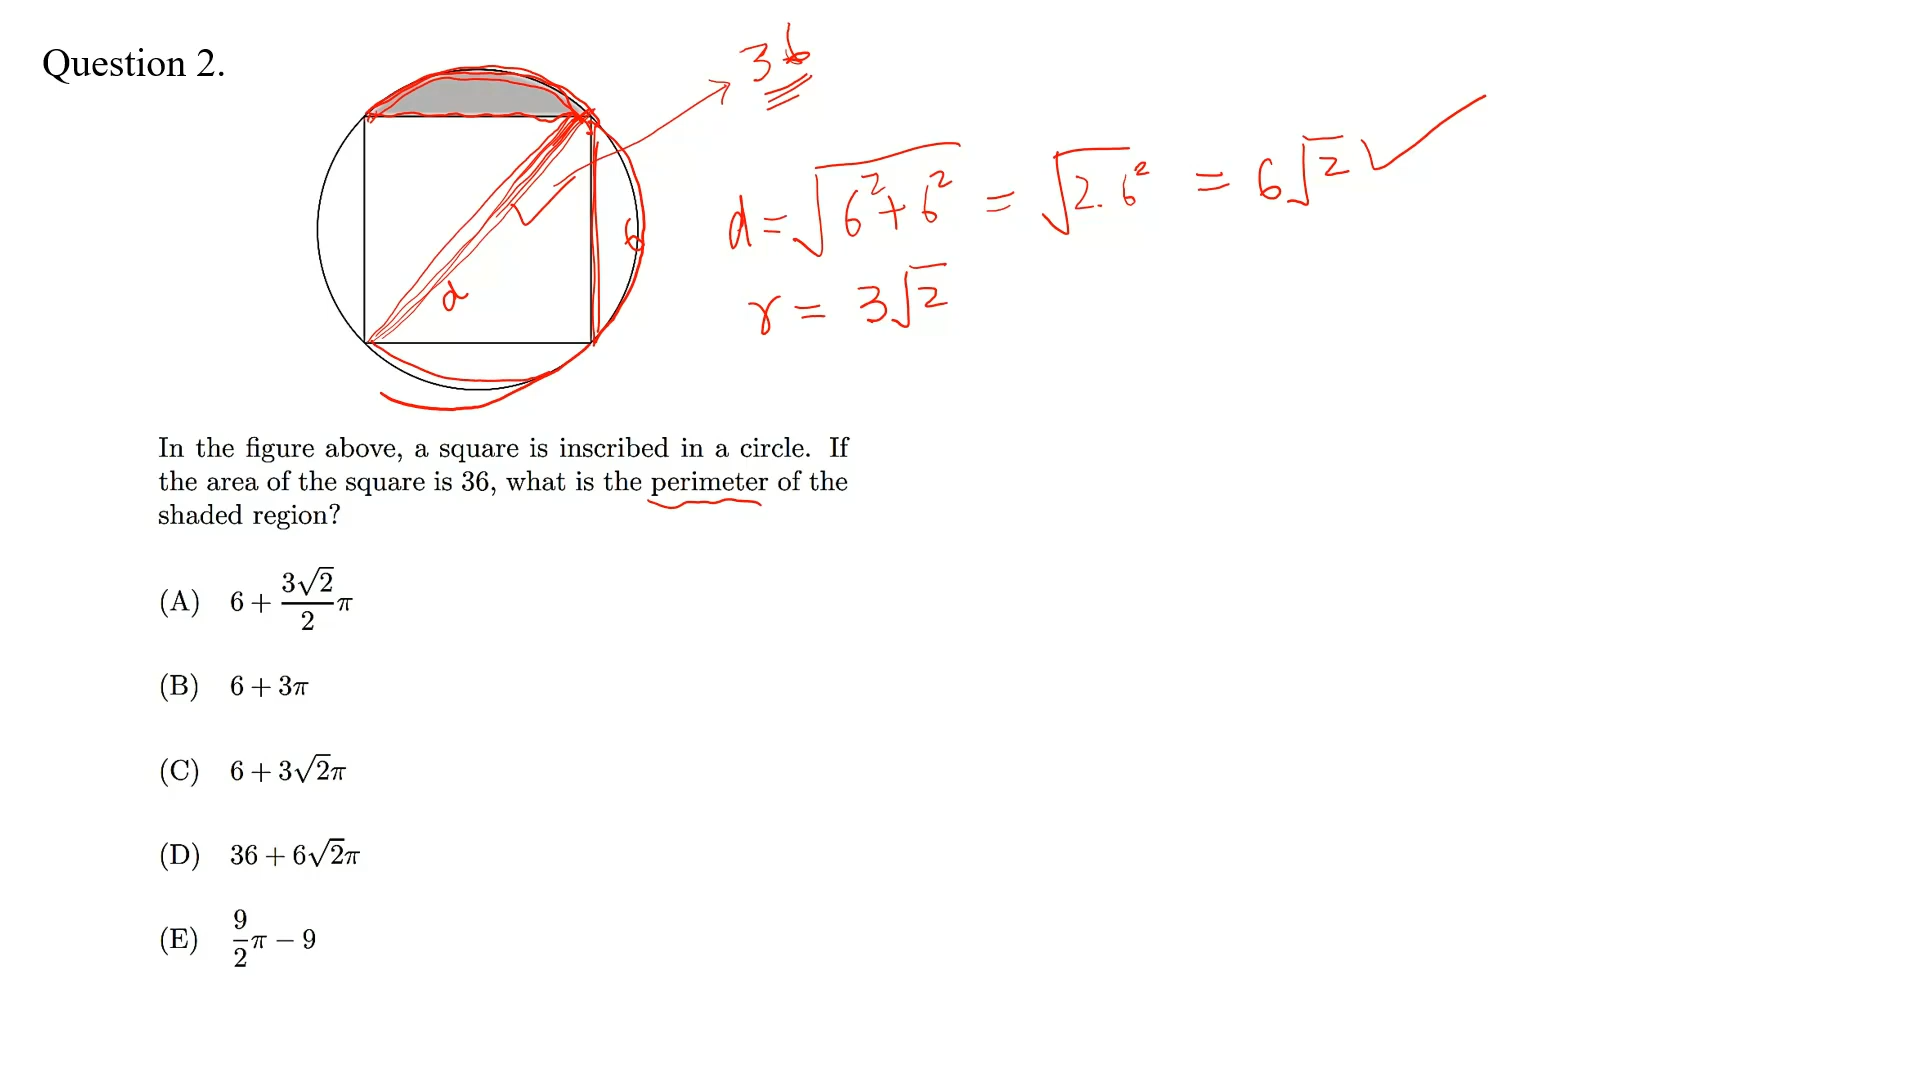 Question 2.
36
d = √(6² + 6²) = √(2.6²) = 6√2 ✓
r = 3√2
6
d
In the figure above, a square is inscribed in a circle. If
the area of the square is 36, what is the perimeter of the
shaded region?
(A) 6 + 3√2/2 π
(B) 6 + 3π
(C) 6 + 3√2π
(D) 36 + 6√2π
(E) 9/2 π − 9